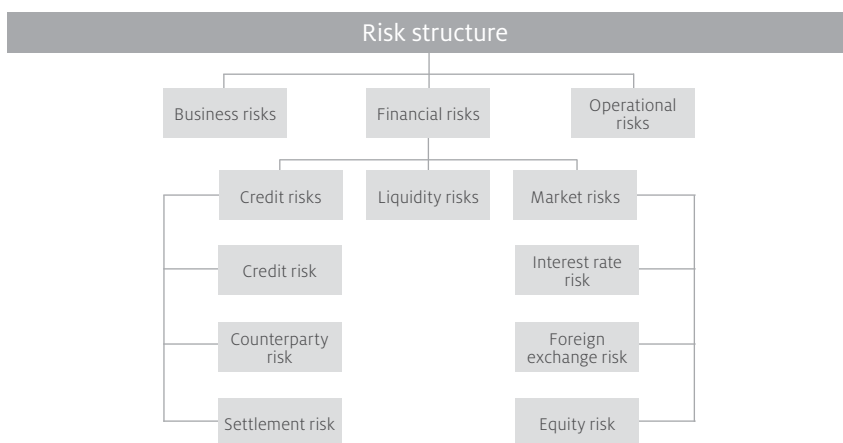 Risk structure
Business risks
Financial risks
Operational
risks
Credit risks
Liquidity risks
Market risks
Credit risk
Interest rate
risk
Counterparty
risk
Foreign
exchange risk
Settlement risk
Equity risk